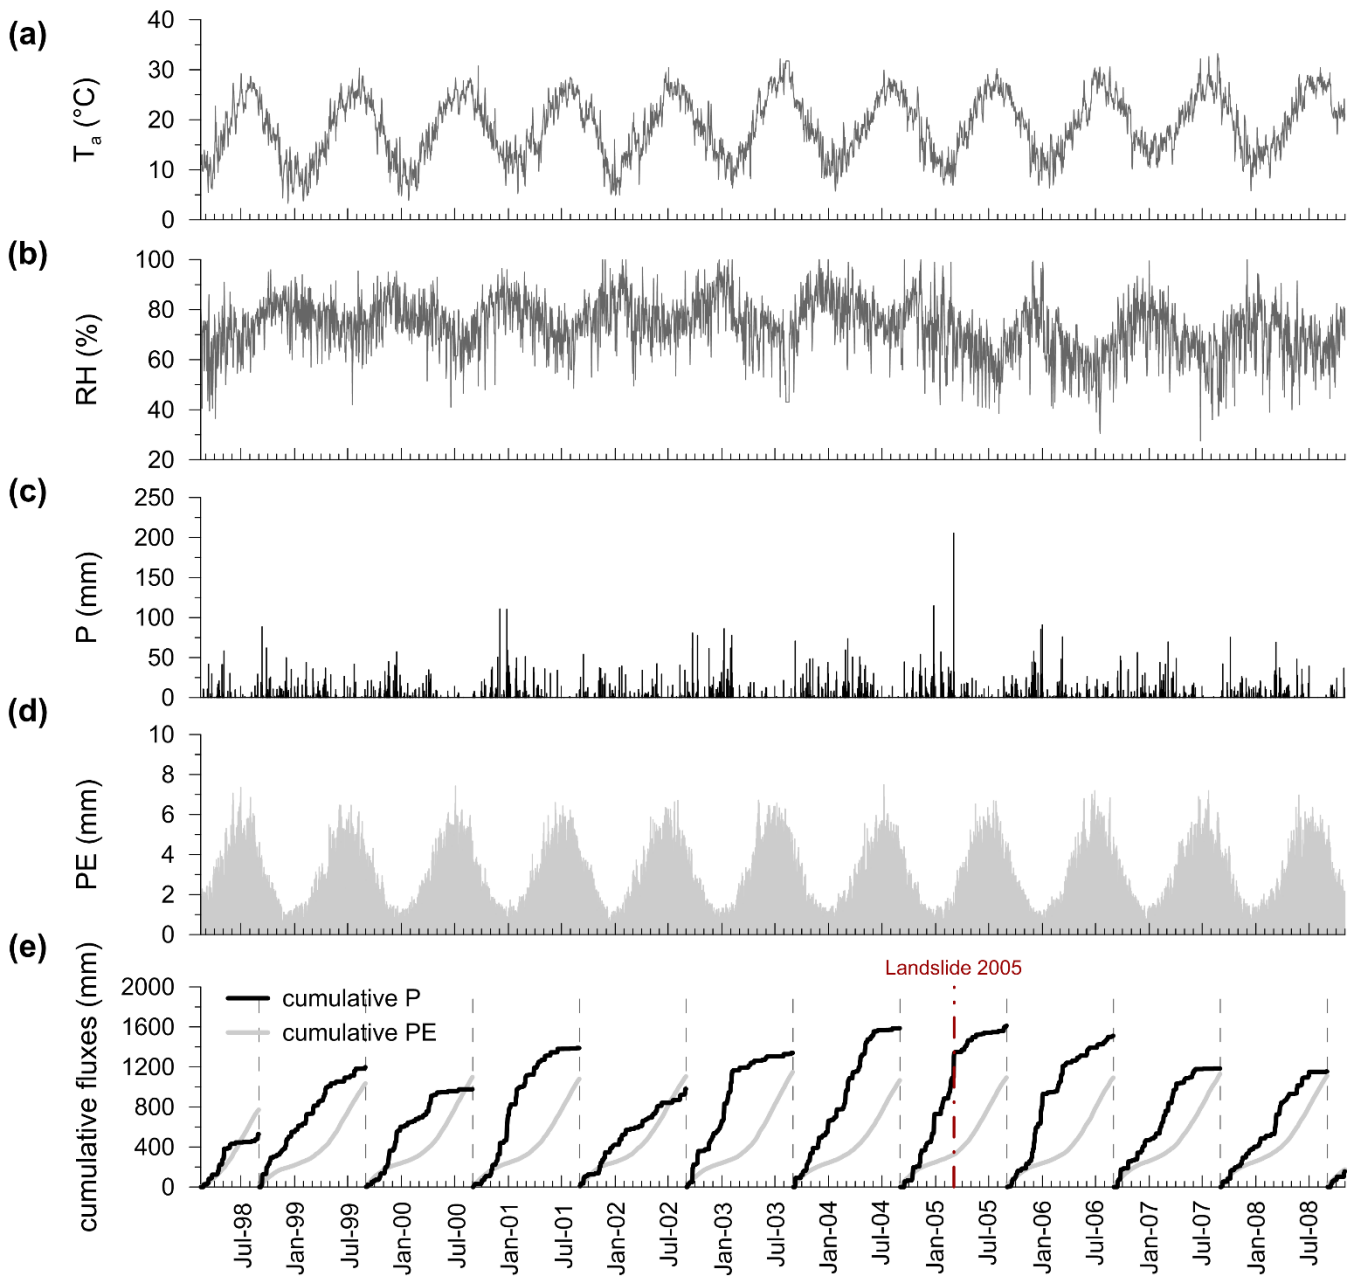 (a)
Tₐ (°C)
40
30
20
10
0
(b)
RH (%)
100
80
60
40
20
(c)
P (mm)
250
200
150
100
50
0
(d)
PE (mm)
10
8
6
4
2
0
(e)
cumulative fluxes (mm)
Landslide 2005
2000
1600
1200
800
400
0
cumulative P
cumulative PE
Jul-98
Jan-99
Jul-99
Jan-00
Jul-00
Jan-01
Jul-01
Jan-02
Jul-02
Jan-03
Jul-03
Jan-04
Jul-04
Jan-05
Jul-05
Jan-06
Jul-06
Jan-07
Jul-07
Jan-08
Jul-08